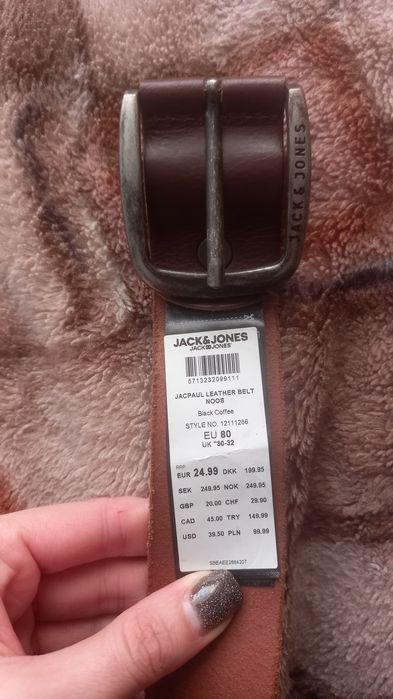 JACK & JONES
JACK&JONES
JACK&JONES
5713232099111
JACPAUL LEATHER BELT
NOOS
Black Coffee
STYLE NO. 12111286
EU 80
UK "30-32
RRP
EUR 24.99 DKK 199.95
SEK 249.95 NOK 249.95
GBP 20.00 CHF 29.90
CAD 45.00 TRY 149.99
USD 39.50 PLN 99.99
SBEAEE2684207